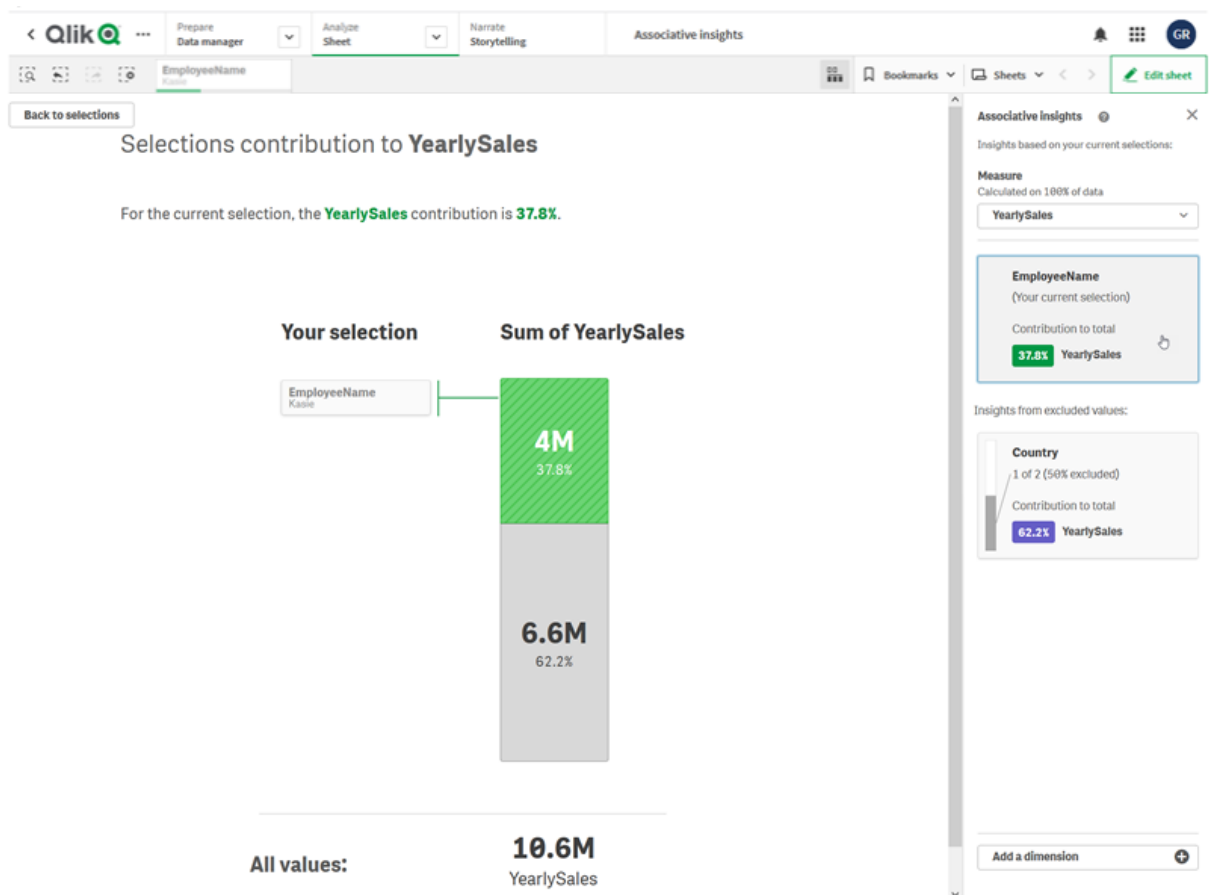 Qlik
Prepare
Data manager
Analyze
Sheet
Narrate
Storytelling
Associative insights
GR
EmployeeName
Kasie
Bookmarks
Sheets
Edit sheet
Back to selections
Selections contribution to YearlySales
For the current selection, the YearlySales contribution is 37.8%.
Your selection
Sum of YearlySales
EmployeeName
Kasie
4M
37.8%
6.6M
62.2%
All values:
10.6M
YearlySales
Associative insights
Insights based on your current selections:
Measure
Calculated on 100% of data
YearlySales
EmployeeName
(Your current selection)
Contribution to total
37.8% YearlySales
Insights from excluded values:
Country
1 of 2 (50% excluded)
Contribution to total
62.2% YearlySales
Add a dimension